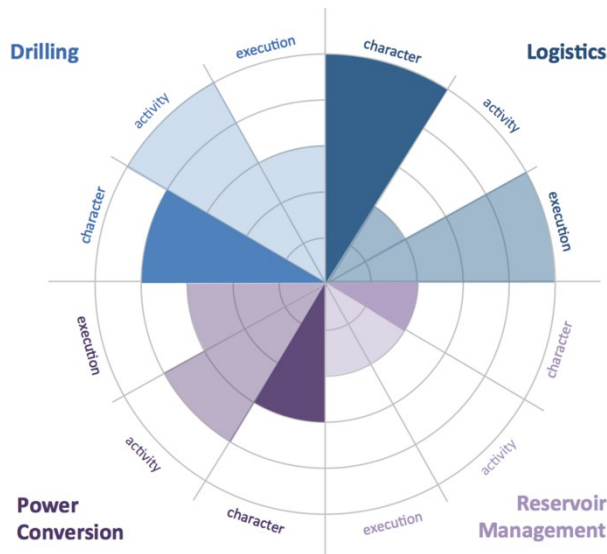 Drilling
execution
character
Logistics
activity
activity
character
execution
execution
character
activity
activity
Power
Conversion
character
execution
Reservoir
Management